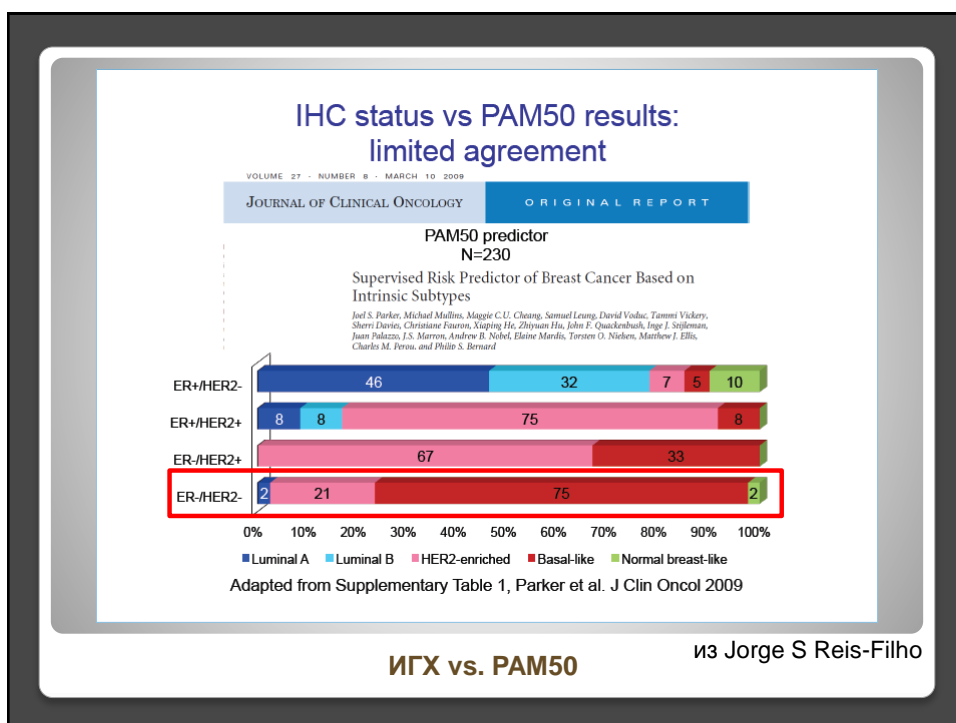 IHC status vs PAM50 results:
limited agreement
VOLUME 27 - NUMBER 8 - MARCH 10 2009
JOURNAL OF CLINICAL ONCOLOGY ORIGINAL REPORT
PAM50 predictor
N=230
Supervised Risk Predictor of Breast Cancer Based on
Intrinsic Subtypes
Joel S. Parker, Michael Mullins, Maggie C.U. Cheang, Samuel Leung, David Voduc, Tammi Vickery,
Sherri Davies, Christiane Fauron, Xiaping He, Zhiyuan Hu, John F. Quackenbush, Inge J. Stijleman,
Juan Palazzo, J.S. Marron, Andrew B. Nobel, Elaine Mardis, Torsten O. Nielsen, Matthew J. Ellis,
Charles M. Perou, and Philip S. Bernard
ER+/HER2- 46 32 7 5 10
ER+/HER2+ 8 8 75 8
ER-/HER2+ 67 33
ER-/HER2- 2 21 75 2
0% 10% 20% 30% 40% 50% 60% 70% 80% 90% 100%
Luminal A Luminal B HER2-enriched Basal-like Normal breast-like
Adapted from Supplementary Table 1, Parker et al. J Clin Oncol 2009
из Jorge S Reis-Filho
ИГХ vs. PAM50